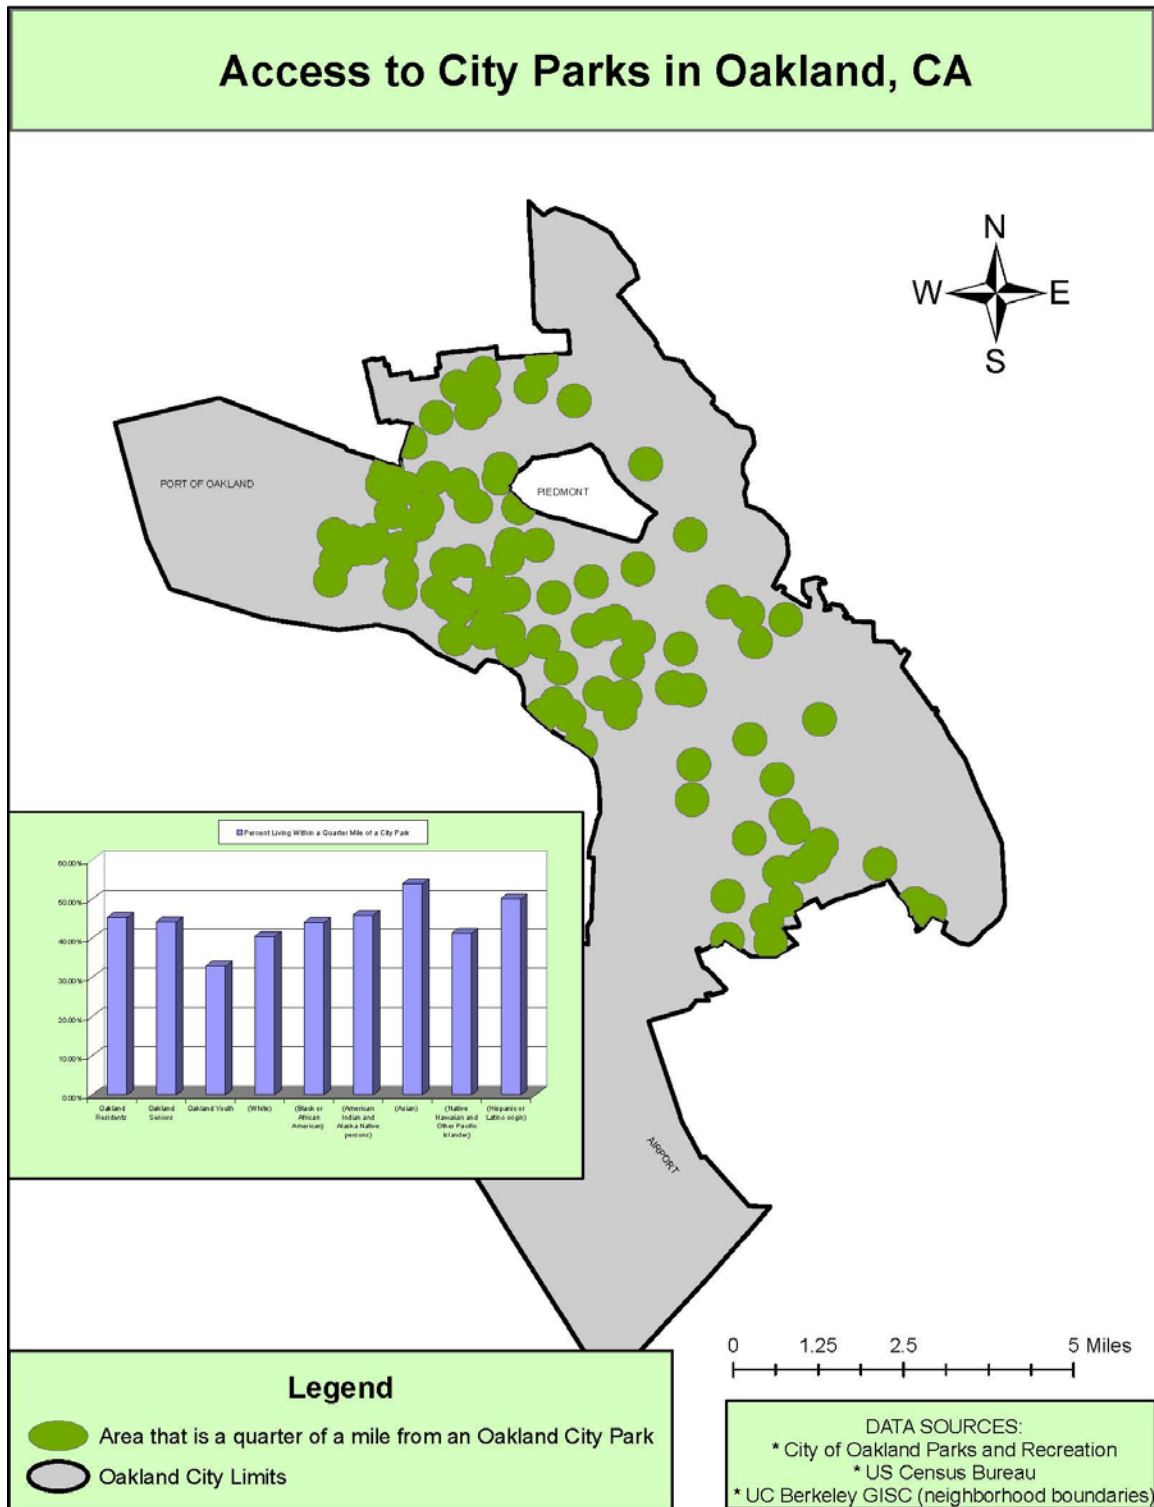 Access to City Parks in Oakland, CA
N
W
E
S
PORT OF OAKLAND
PIEDMONT
Percent Living Within a Quarter Mile of a City Park
60.00%
50.00%
40.00%
30.00%
20.00%
10.00%
0.00%
Oakland
Residents
Oakland
Seniors
Oakland Youth
(White)
(Black or
African
American)
(American
Indian and
Alaska Native
persons)
(Asian)
(Native
Hawaiian and
Other Pacific
Islander)
(Hispanic or
Latino origin)
AIRPORT
0 1.25 2.5 5 Miles
Legend
Area that is a quarter of a mile from an Oakland City Park
Oakland City Limits
DATA SOURCES:
* City of Oakland Parks and Recreation
* US Census Bureau
* UC Berkeley GISC (neighborhood boundaries)